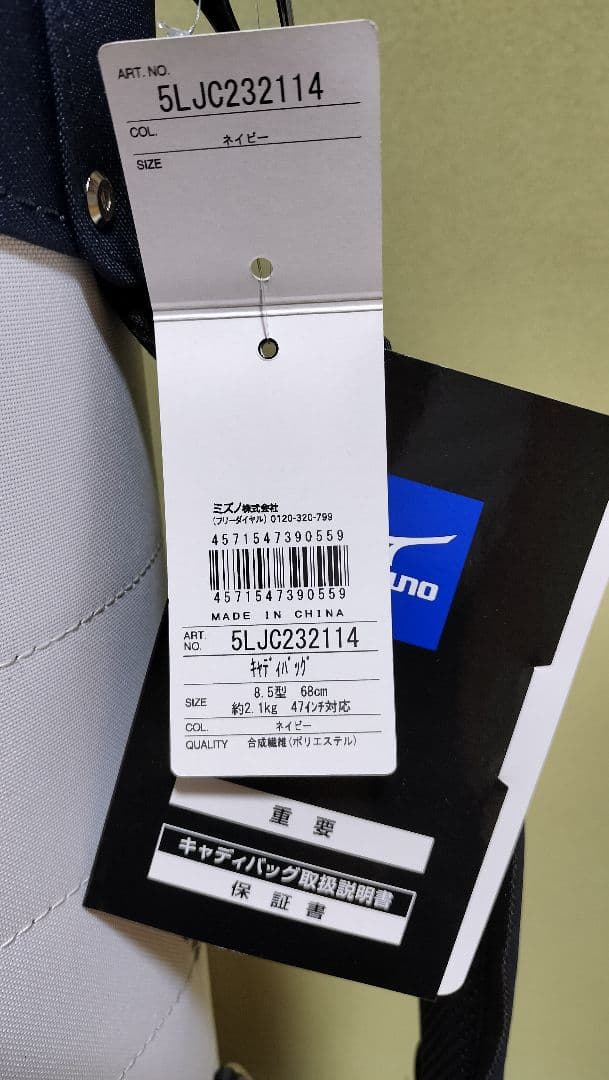 ART. NO.
5LJC232114
COL.
ネイビー
SIZE
ミズノ株式会社
(フリーダイヤル) 0120-320-799
4571547390559
4571547390559
MADE IN CHINA
ART. NO. 5LJC232114
ｷｬﾃﾞｨﾊﾞｯｸﾞ
SIZE 8.5型 68cm
約2.1kg 47ｲﾝﾁ対応
COL. ネイビー
QUALITY 合成繊維(ポリエステル)
重要
キャディバッグ取扱説明書
保証書